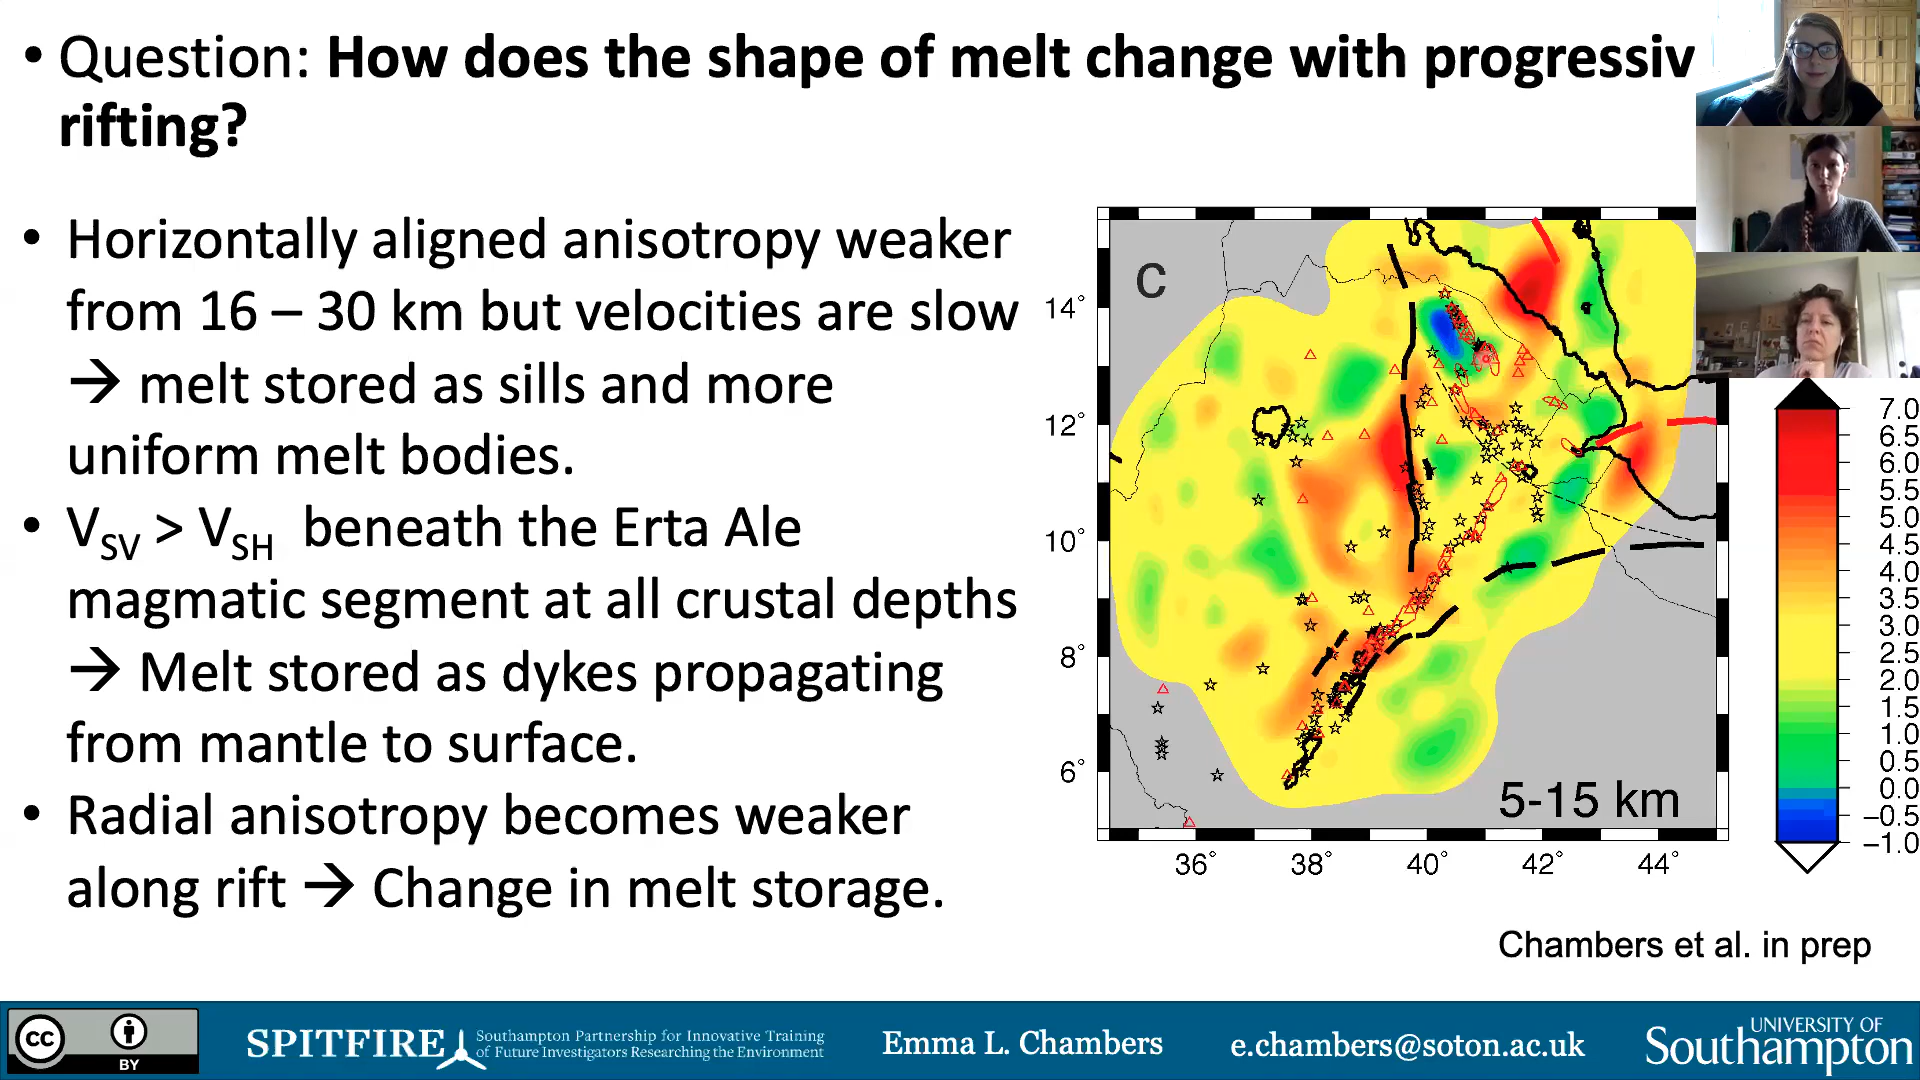 • Question: How does the shape of melt change with progressiv
rifting?
• Horizontally aligned anisotropy weaker
from 16 – 30 km but velocities are slow
→ melt stored as sills and more
uniform melt bodies.
• VSV > VSH beneath the Erta Ale
magmatic segment at all crustal depths
→ Melt stored as dykes propagating
from mantle to surface.
• Radial anisotropy becomes weaker
along rift → Change in melt storage.
C
14°
12°
10°
8°
6°
36° 38° 40° 42° 44°
5-15 km
7.0
6.5
6.0
5.5
5.0
4.5
4.0
3.5
3.0
2.5
2.0
1.5
1.0
0.5
0.0
−0.5
−1.0
Chambers et al. in prep
CC BY
SPITFIRE
Southampton Partnership for Innovative Training
of Future Investigators Researching the Environment
Emma L. Chambers
e.chambers@soton.ac.uk
UNIVERSITY OF
Southampton